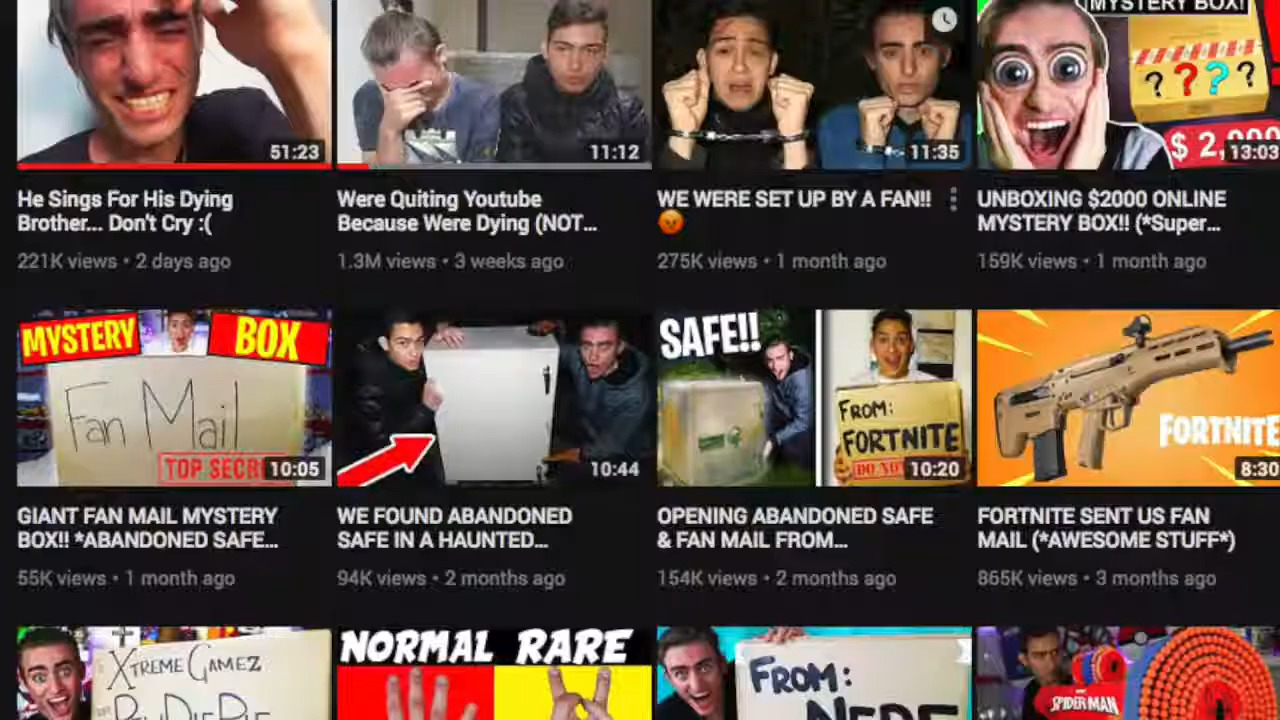 MYSTERY BOX!
? ? ? ?
$ 2,000
51:23
11:12
11:35
13:03
He Sings For His Dying
Brother... Don't Cry :(
221K views • 2 days ago
Were Quiting Youtube
Because Were Dying (NOT...
1.3M views • 3 weeks ago
WE WERE SET UP BY A FAN!!
😡
275K views • 1 month ago
UNBOXING $2000 ONLINE
MYSTERY BOX!! (*Super...
159K views • 1 month ago
MYSTERY BOX
Fan Mail
TOP SECR
10:05
10:44
SAFE!!
FROM:
FORTNITE
DO NO
10:20
FORTNITE
8:30
GIANT FAN MAIL MYSTERY
BOX!! *ABANDONED SAFE...
55K views • 1 month ago
WE FOUND ABANDONED
SAFE IN A HAUNTED...
94K views • 2 months ago
OPENING ABANDONED SAFE
& FAN MAIL FROM...
154K views • 2 months ago
FORTNITE SENT US FAN
MAIL (*AWESOME STUFF*)
865K views • 3 months ago
XTREME GAMEZ
PEWDIEPIE
NORMAL RARE
FROM:
NERF
SPIDER-MAN